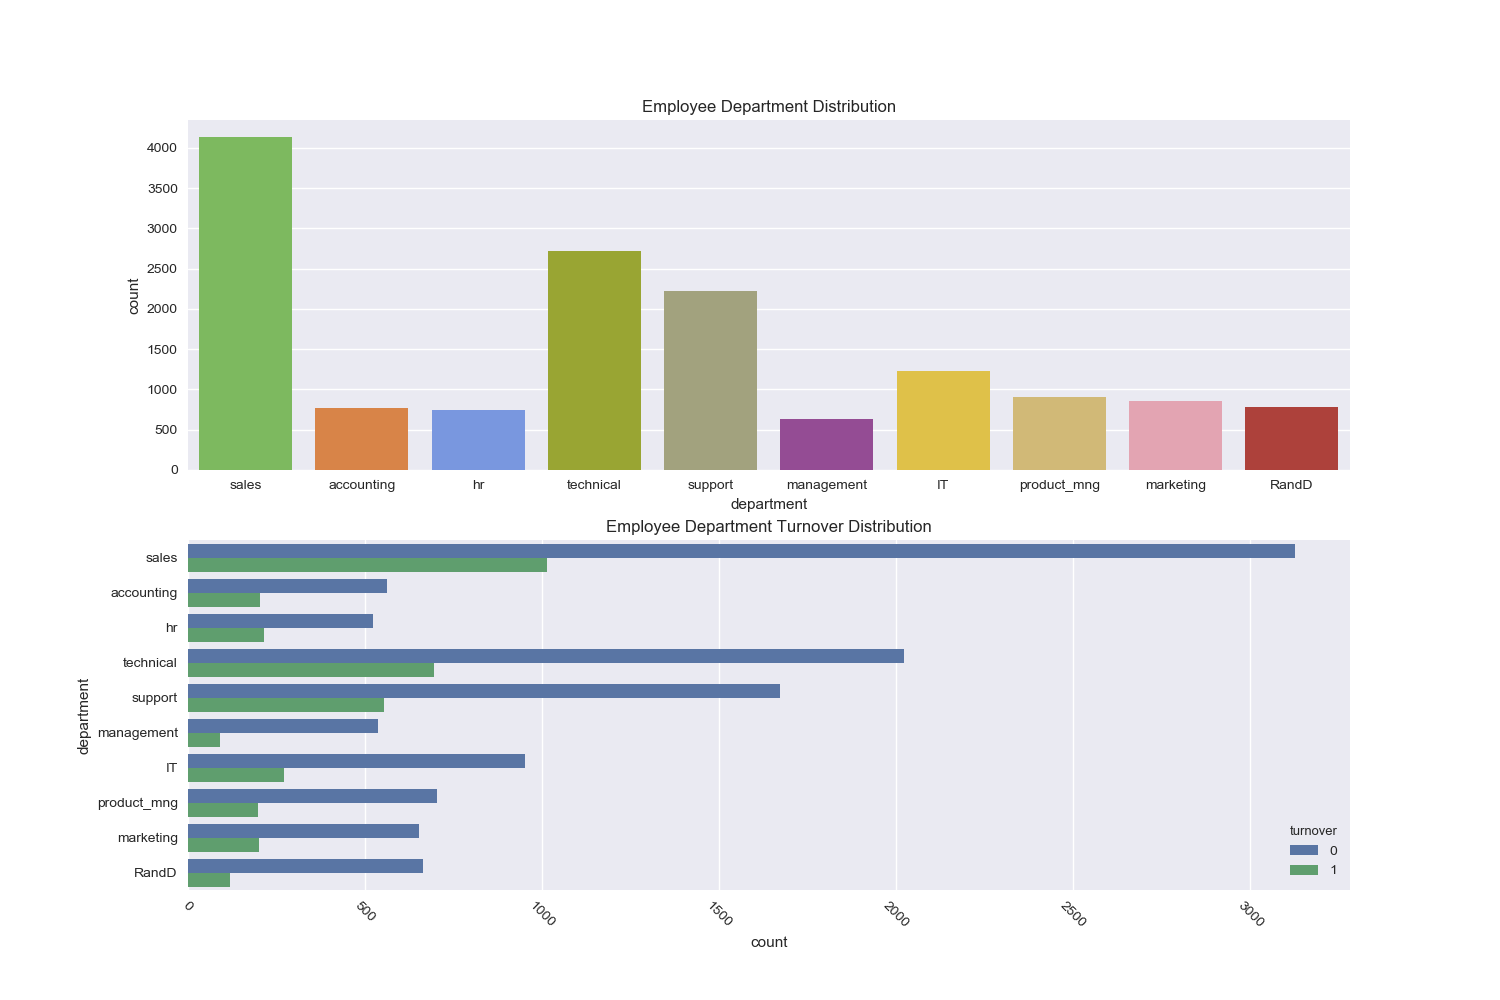 Employee Department Distribution
4000
3500
3000
2500
2000
1500
1000
500
0
count
sales accounting hr technical support management IT product_mng marketing RandD
department
Employee Department Turnover Distribution
sales
accounting
hr
technical
support
management
IT
product_mng
marketing
RandD
department
turnover
0
1
0 500 1000 1500 2000 2500 3000
count